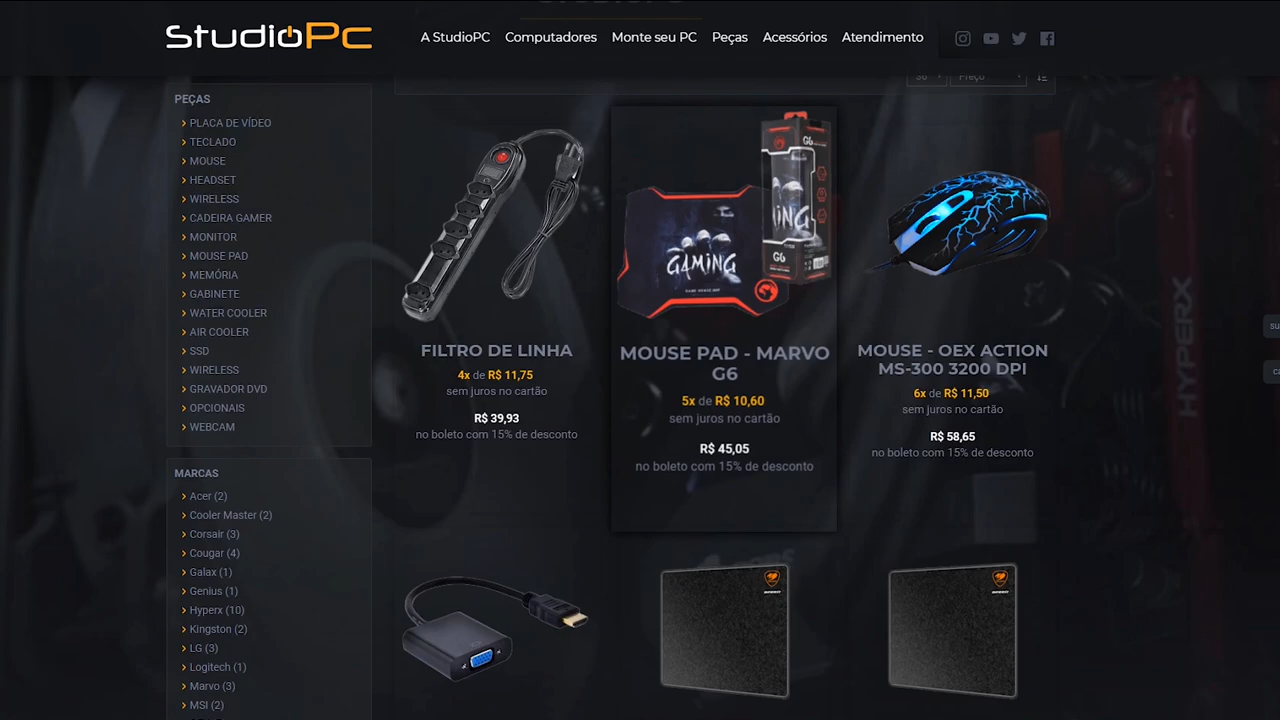 StudioPc
A StudioPC Computadores Monte seu PC Peças Acessórios Atendimento
36 Preço
PEÇAS
PLACA DE VÍDEO
TECLADO
MOUSE
HEADSET
WIRELESS
CADEIRA GAMER
MONITOR
MOUSE PAD
MEMÓRIA
GABINETE
WATER COOLER
AIR COOLER
SSD
WIRELESS
GRAVADOR DVD
OPCIONAIS
WEBCAM
MARCAS
Acer (2)
Cooler Master (2)
Corsair (3)
Cougar (4)
Galax (1)
Genius (1)
Hyperx (10)
Kingston (2)
LG (3)
Logitech (1)
Marvo (3)
MSI (2)
FILTRO DE LINHA
4x de R$ 11,75
sem juros no cartão
R$ 39,93
no boleto com 15% de desconto
G6
GAMING
G6
MOUSE PAD - MARVO
G6
5x de R$ 10,60
sem juros no cartão
R$ 45,05
no boleto com 15% de desconto
MOUSE - OEX ACTION
MS-300 3200 DPI
6x de R$ 11,50
sem juros no cartão
R$ 58,65
no boleto com 15% de desconto
HYPERX